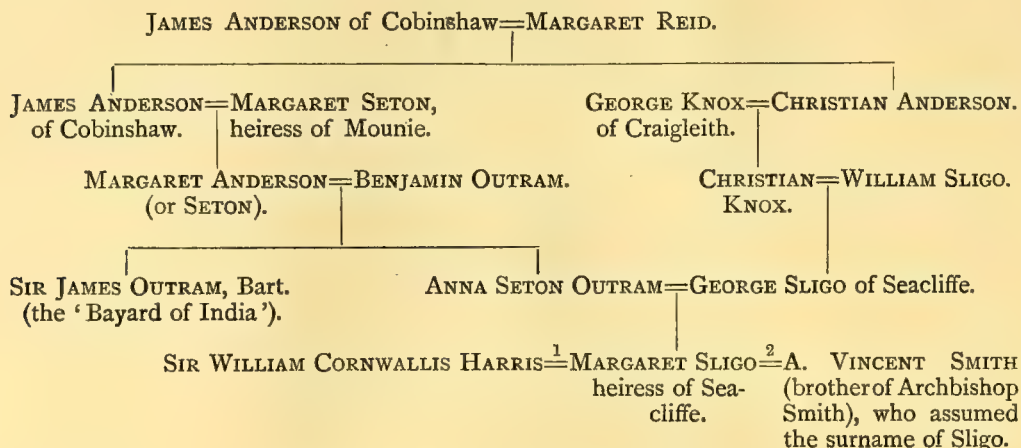 JAMES ANDERSON of Cobinshaw=MARGARET REID.
JAMES ANDERSON=MARGARET SETON,
of Cobinshaw. heiress of Mounie.
GEORGE KNOX=CHRISTIAN ANDERSON.
of Craigleith.
MARGARET ANDERSON=BENJAMIN OUTRAM.
(or SETON).
CHRISTIAN=WILLIAM SLIGO.
KNOX.
SIR JAMES OUTRAM, Bart.
(the ‘Bayard of India’).
ANNA SETON OUTRAM=GEORGE SLIGO of Seacliffe.
SIR WILLIAM CORNWALLIS HARRIS=1MARGARET SLIGO=2A. VINCENT SMITH
heiress of Sea-
cliffe.
(brother of Archbishop
Smith), who assumed
the surname of Sligo.